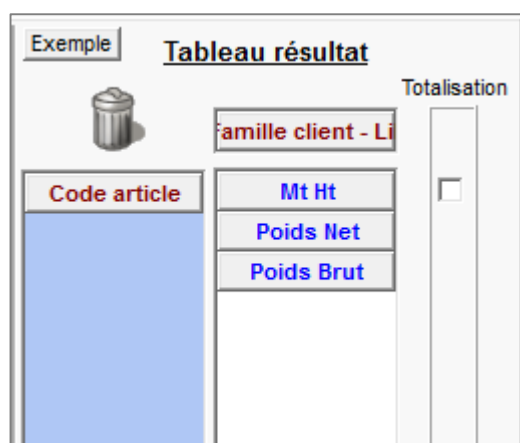 Exemple
Tableau résultat
Totalisation
amille client - Li
Code article
Mt Ht
Poids Net
Poids Brut